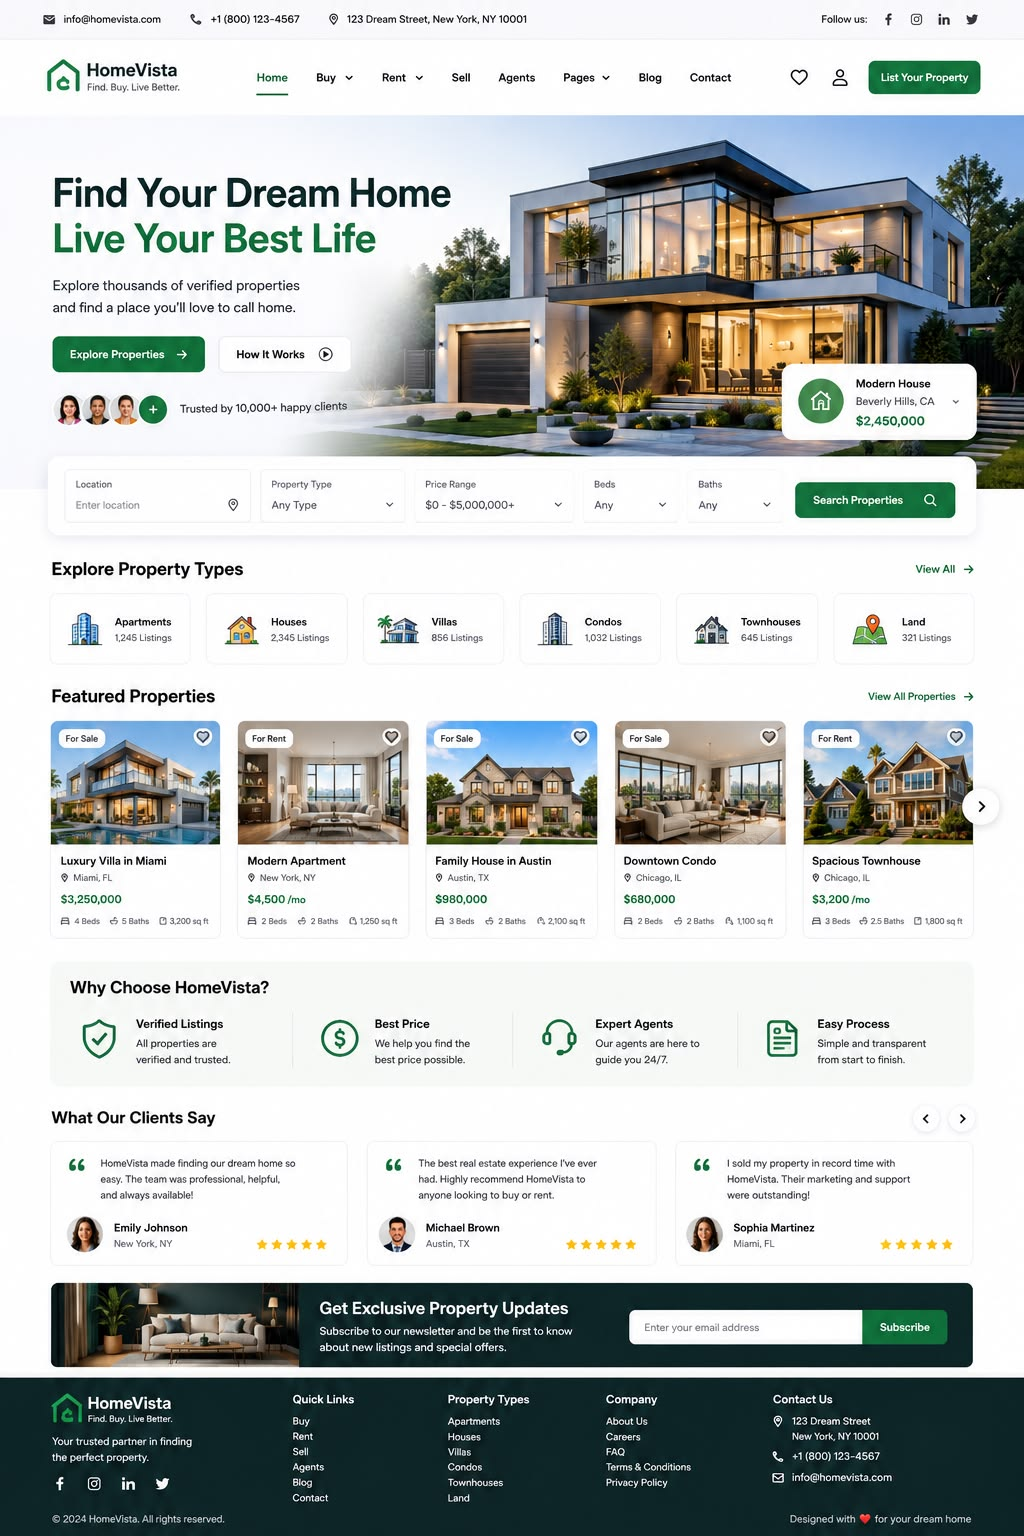 info@homevista.com
+1 (800) 123-4567
123 Dream Street, New York, NY 10001
Follow us:
HomeVista
Find. Buy. Live Better.
Home
Buy
Rent
Sell
Agents
Pages
Blog
Contact
List Your Property
Find Your Dream Home
Live Your Best Life
Explore thousands of verified properties
and find a place you'll love to call home.
Explore Properties
How It Works
Trusted by 10,000+ happy clients
Modern House
Beverly Hills, CA
$2,450,000
Location
Enter location
Property Type
Any Type
Price Range
$0 - $5,000,000+
Beds
Any
Baths
Any
Search Properties
Explore Property Types
View All
Apartments
1,245 Listings
Houses
2,345 Listings
Villas
856 Listings
Condos
1,032 Listings
Townhouses
645 Listings
Land
321 Listings
Featured Properties
View All Properties
For Sale
Luxury Villa in Miami
Miami, FL
$3,250,000
4 Beds 5 Baths 3,200 sq ft
For Rent
Modern Apartment
New York, NY
$4,500 /mo
2 Beds 2 Baths 1,250 sq ft
For Sale
Family House in Austin
Austin, TX
$980,000
3 Beds 2 Baths 2,100 sq ft
For Sale
Downtown Condo
Chicago, IL
$680,000
2 Beds 2 Baths 1,100 sq ft
For Rent
Spacious Townhouse
Chicago, IL
$3,200 /mo
3 Beds 2.5 Baths 1,800 sq ft
Why Choose HomeVista?
Verified Listings
All properties are
verified and trusted.
Best Price
We help you find the
best price possible.
Expert Agents
Our agents are here to
guide you 24/7.
Easy Process
Simple and transparent
from start to finish.
What Our Clients Say
HomeVista made finding our dream home so
easy. The team was professional, helpful,
and always available!
Emily Johnson
New York, NY
The best real estate experience I've ever
had. Highly recommend HomeVista to
anyone looking to buy or rent.
Michael Brown
Austin, TX
I sold my property in record time with
HomeVista. Their marketing and support
were outstanding!
Sophia Martinez
Miami, FL
Get Exclusive Property Updates
Subscribe to our newsletter and be the first to know
about new listings and special offers.
Enter your email address
Subscribe
HomeVista
Find. Buy. Live Better.
Your trusted partner in finding
the perfect property.
Quick Links
Buy
Rent
Sell
Agents
Blog
Contact
Property Types
Apartments
Houses
Villas
Condos
Townhouses
Land
Company
About Us
Careers
FAQ
Terms & Conditions
Privacy Policy
Contact Us
123 Dream Street
New York, NY 10001
+1 (800) 123-4567
info@homevista.com
© 2024 HomeVista. All rights reserved.
Designed with ❤️ for your dream home